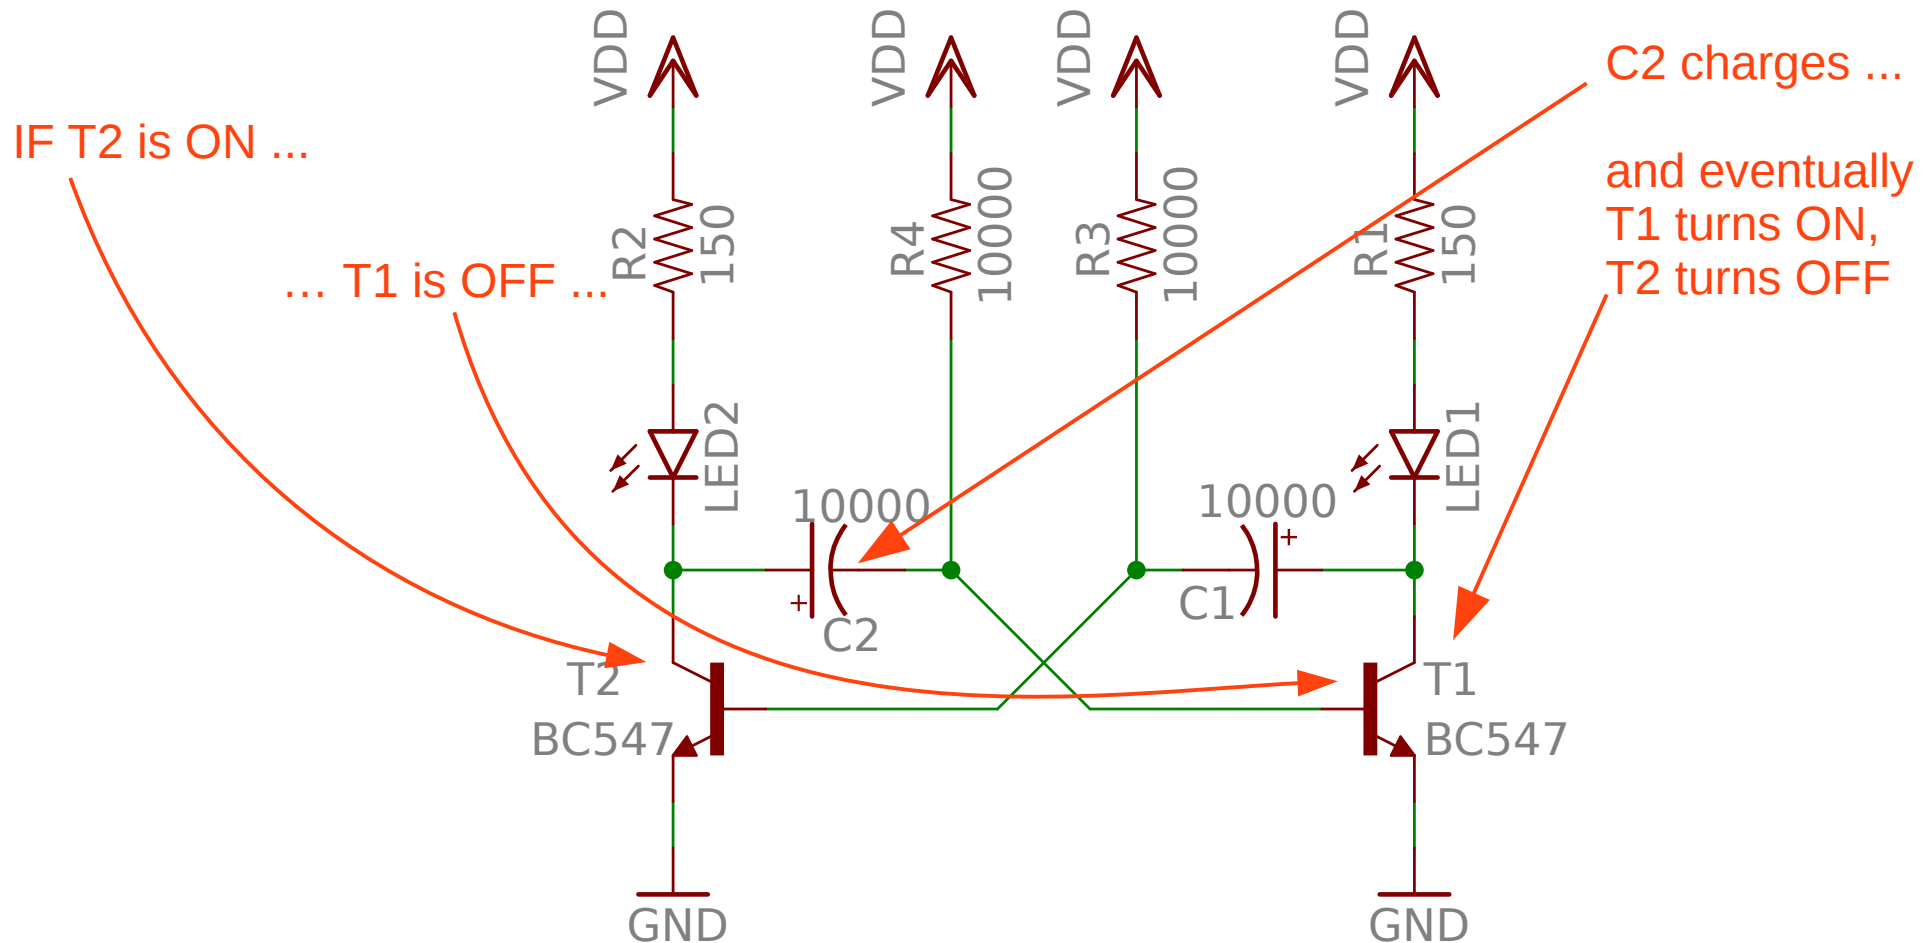 VDD
VDD
VDD
VDD
C2 charges ...
IF T2 is ON ...
and eventually
T1 turns ON,
T2 turns OFF
... T1 is OFF ...
R2
150
R4
10000
R3
10000
R1
150
LED2
LED1
10000
10000
+
+
C2
C1
T2
BC547
T1
BC547
GND
GND